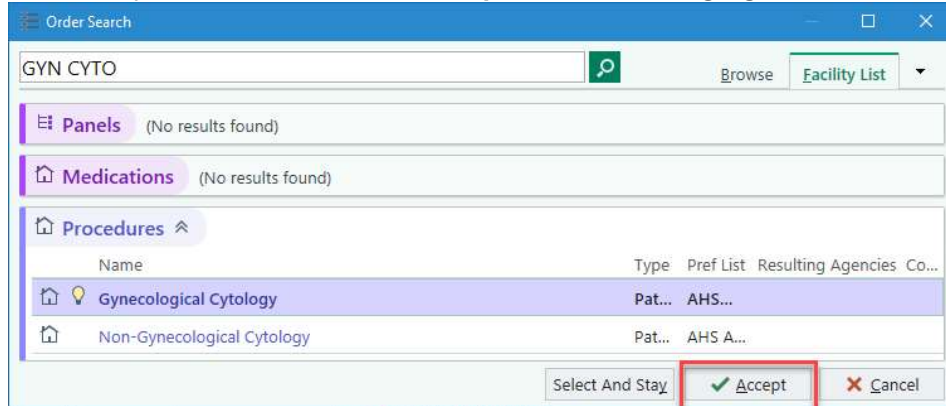 Order Search
GYN CYTO
Browse Facility List
Panels (No results found)
Medications (No results found)
Procedures
Name Type Pref List Resulting Agencies Co...
Gynecological Cytology Pat... AHS...
Non-Gynecological Cytology Pat... AHS A...
Select And Stay Accept Cancel